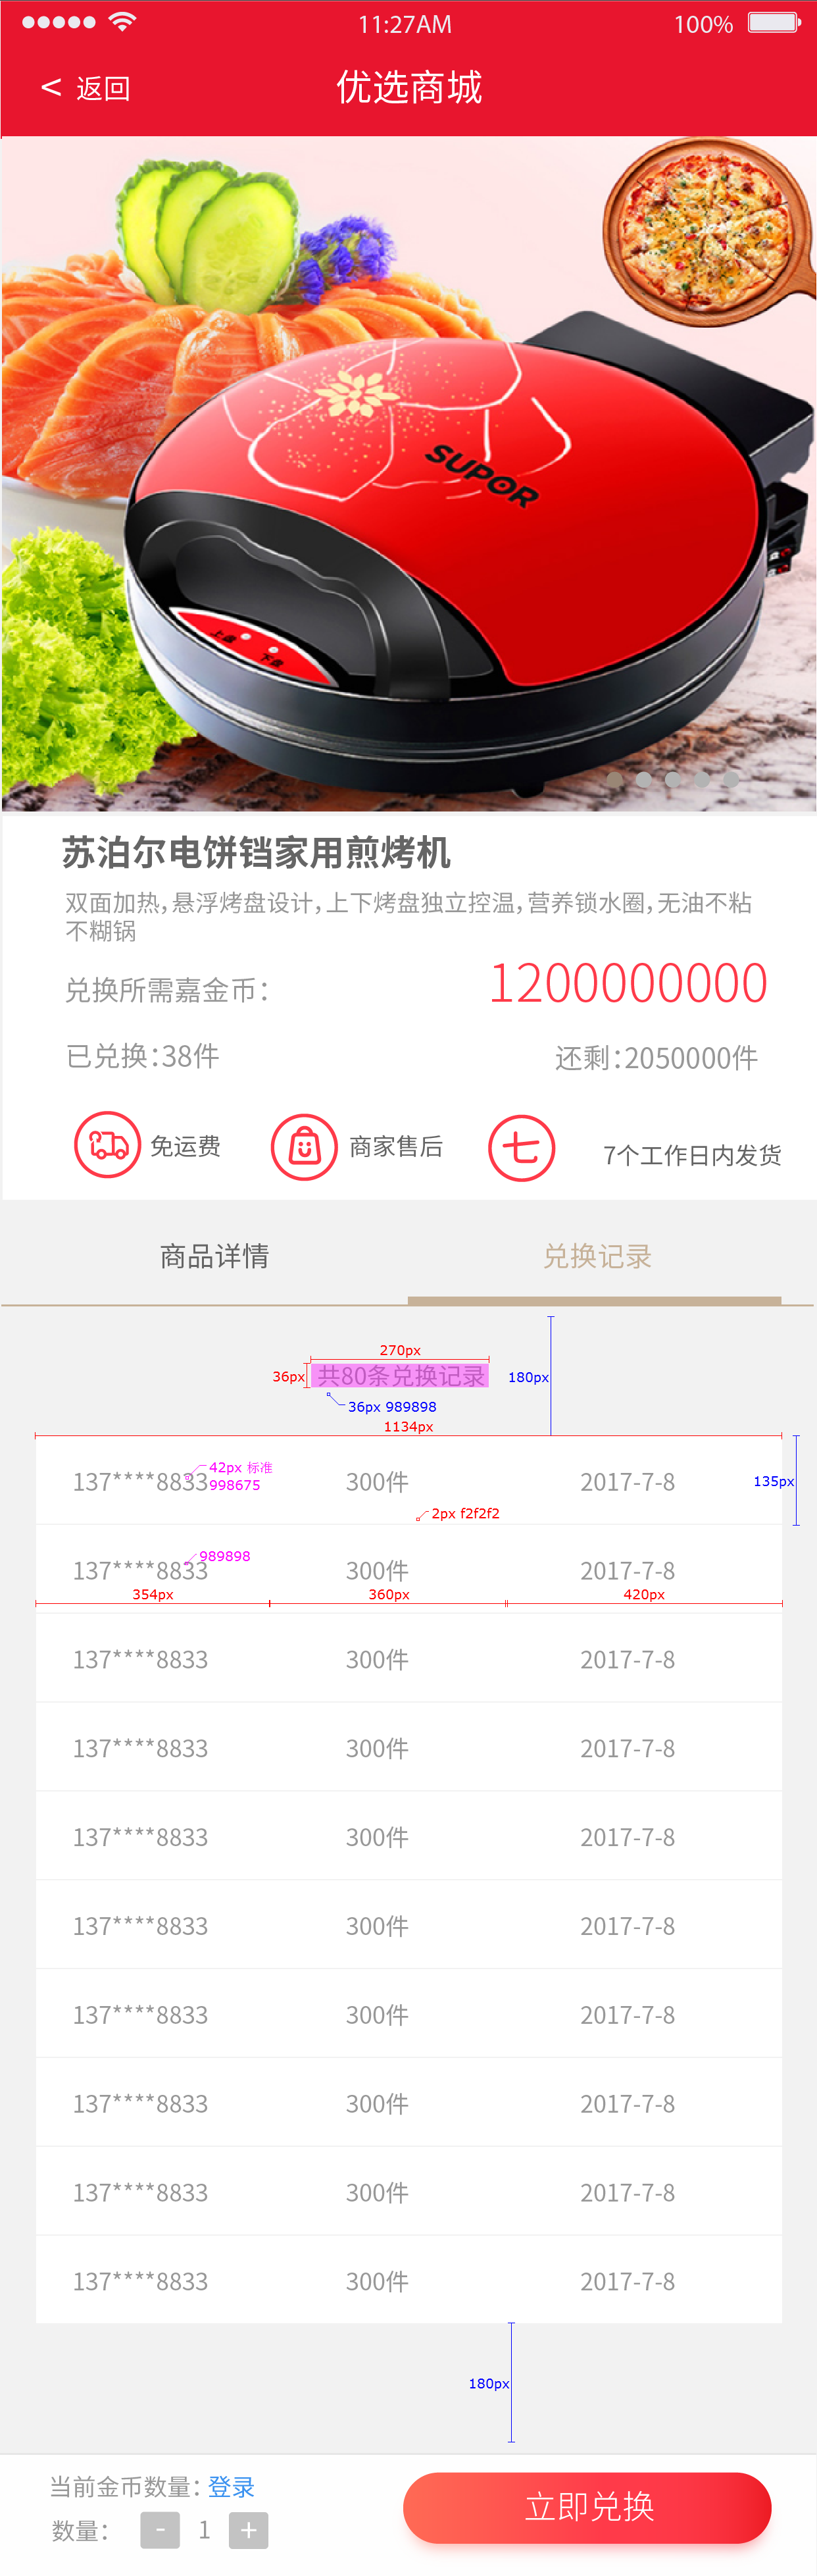 11:27AM
100%
< 返回
优选商城
SUPOR
上盘
下盘
苏泊尔电饼铛家用煎烤机
双面加热，悬浮烤盘设计，上下烤盘独立控温，营养锁水圈，无油不粘
不糊锅
兑换所需嘉金币：
1200000000
已兑换：38件
还剩：2050000件
免运费
商家售后
七
7个工作日内发货
商品详情
兑换记录
270px
36px
共80条兑换记录
180px
36px 989898
1134px
42px 标准
998675
137****8833
300件
2017-7-8
135px
2px f2f2f2
989898
137****8833
300件
2017-7-8
354px
360px
420px
137****8833
300件
2017-7-8
137****8833
300件
2017-7-8
137****8833
300件
2017-7-8
137****8833
300件
2017-7-8
137****8833
300件
2017-7-8
137****8833
300件
2017-7-8
137****8833
300件
2017-7-8
137****8833
300件
2017-7-8
180px
当前金币数量：登录
数量： - 1 +
立即兑换